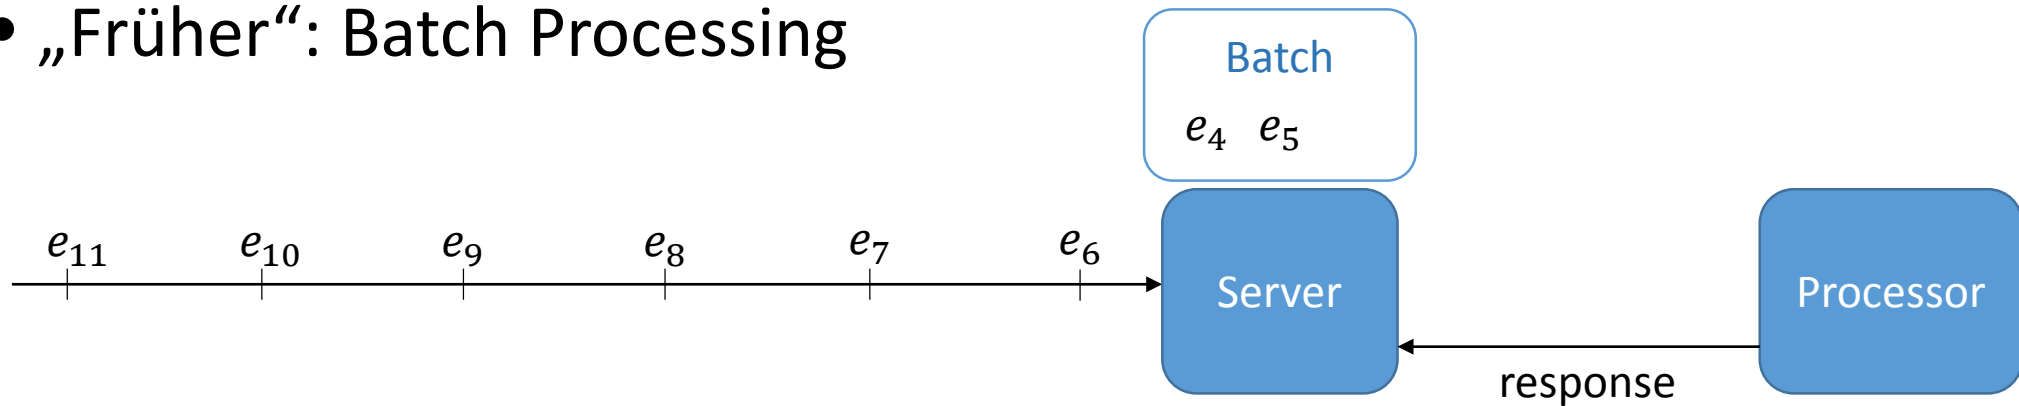 • „Früher“: Batch Processing
Batch
e₄ e₅
e₁₁ e₁₀ e₉ e₈ e₇ e₆
Server
Processor
response